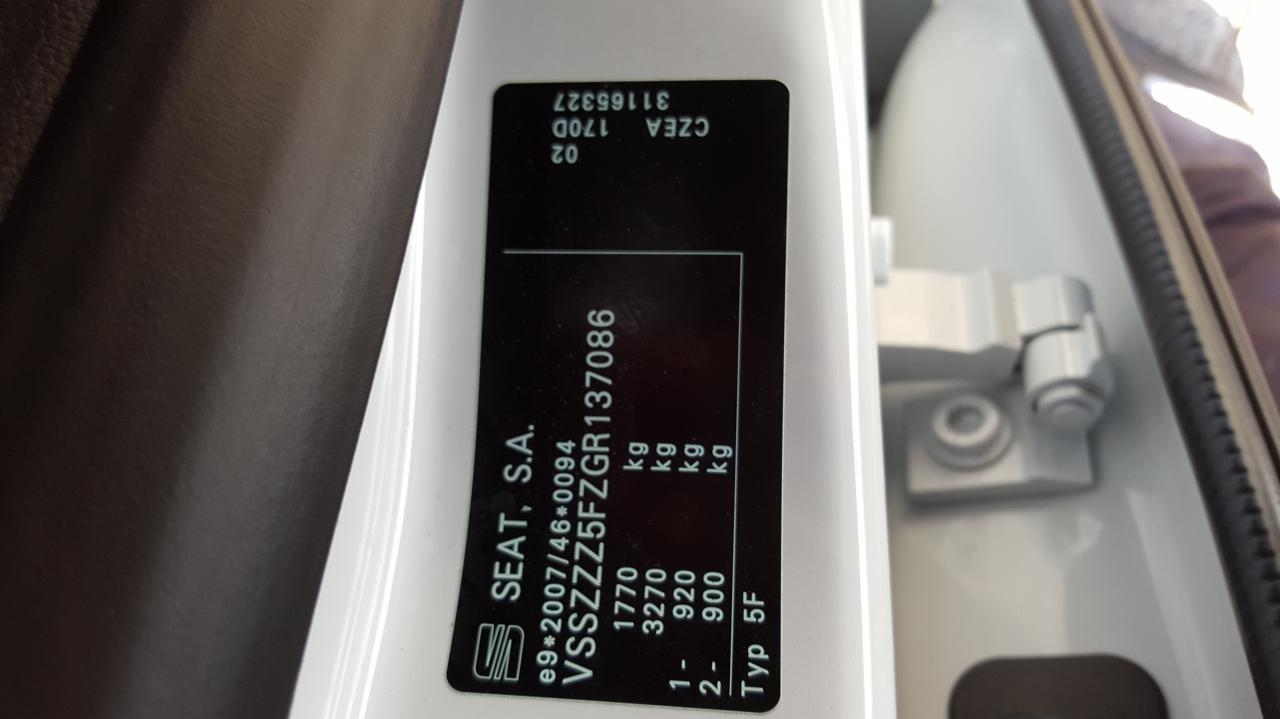 SEAT, S.A.
e9*2007/46*0094
VSSZZZ5FZGR137086
1770 kg
3270 kg
1- 920 kg
2- 900 kg
Typ 5F
31165327
170D CZEA
02